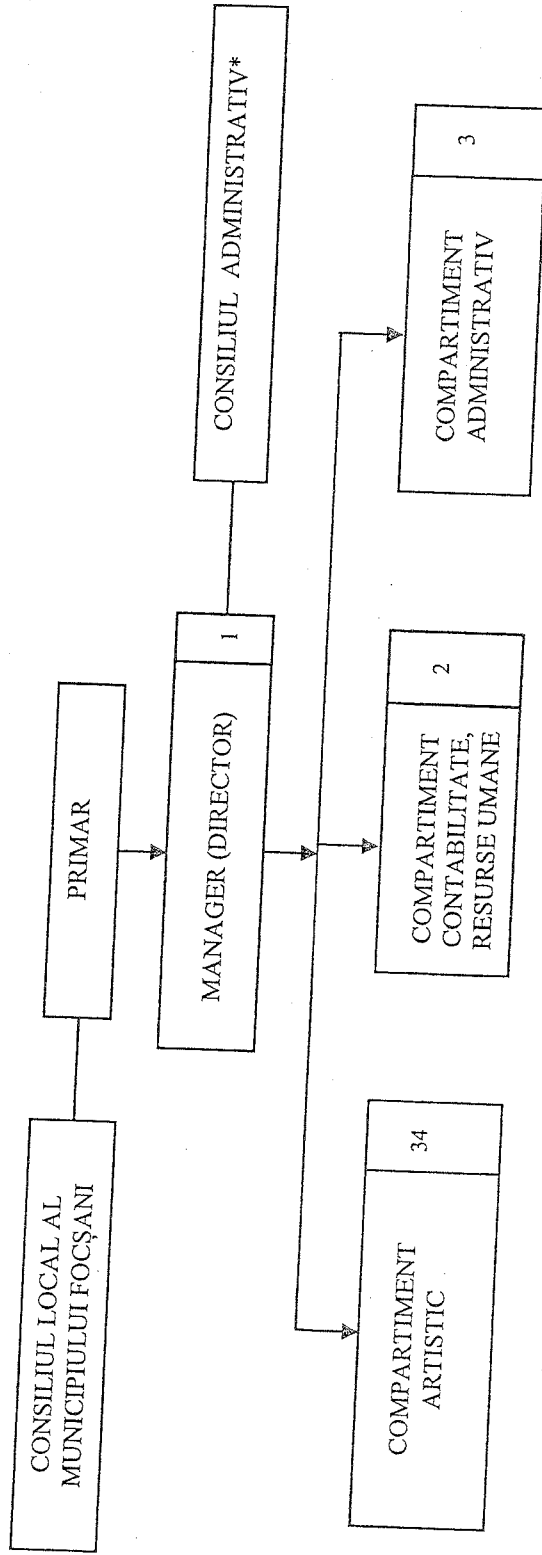 CONSILIUL LOCAL AL
MUNICIPIULUI FOCȘANI
PRIMAR
MANAGER (DIRECTOR)
1
CONSILIUL ADMINISTRATIV*
COMPARTIMENT
ARTISTIC
34
COMPARTIMENT
CONTABILITATE,
RESURSE UMANE
2
COMPARTIMENT
ADMINISTRATIV
3